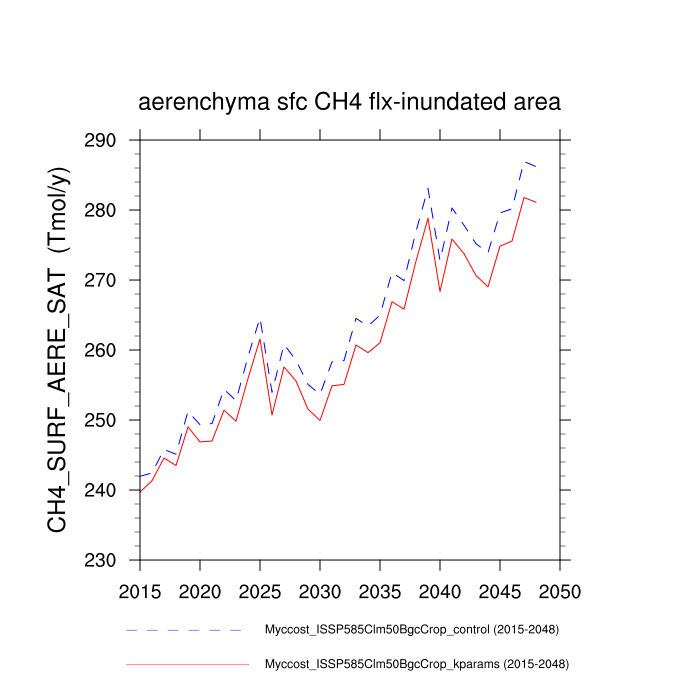 aerenchyma sfc CH4 flx-inundated area
CH4_SURF_AERE_SAT (Tmol/y)
290
280
270
260
250
240
230
2015 2020 2025 2030 2035 2040 2045 2050
Myccost_ISSP585Clm50BgcCrop_control (2015-2048)
Myccost_ISSP585Clm50BgcCrop_kparams (2015-2048)